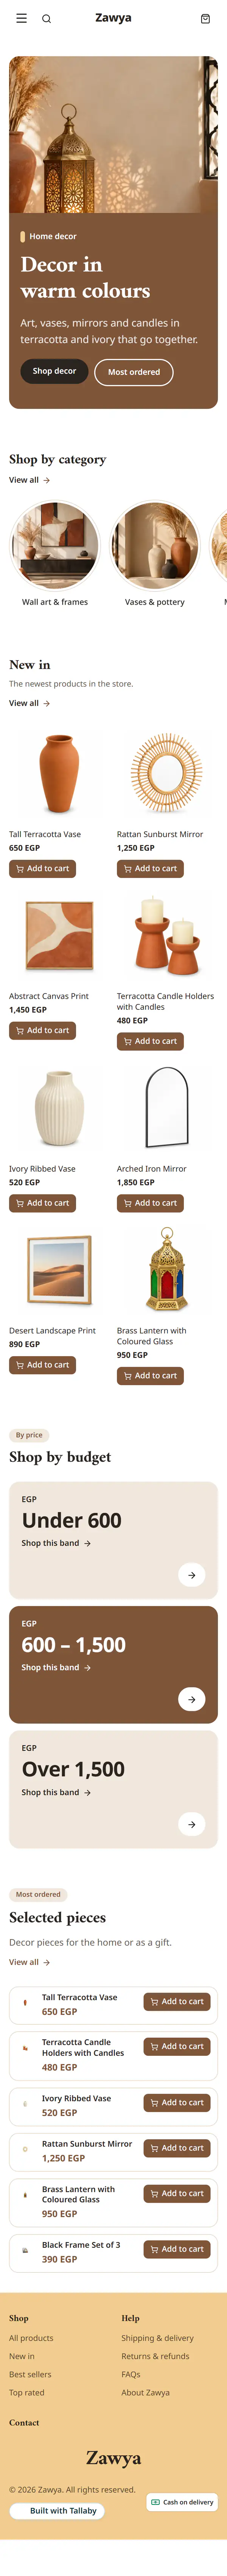 Zawya
Home decor
Decor in
warm colours
Art, vases, mirrors and candles in
terracotta and ivory that go together.
Shop decor
Most ordered
Shop by category
View all
Wall art & frames
Vases & pottery
New in
The newest products in the store.
View all
Tall Terracotta Vase
650 EGP
Add to cart
Rattan Sunburst Mirror
1,250 EGP
Add to cart
Abstract Canvas Print
1,450 EGP
Add to cart
Terracotta Candle Holders
with Candles
480 EGP
Add to cart
Ivory Ribbed Vase
520 EGP
Add to cart
Arched Iron Mirror
1,850 EGP
Add to cart
Desert Landscape Print
890 EGP
Add to cart
Brass Lantern with
Coloured Glass
950 EGP
Add to cart
By price
Shop by budget
EGP
Under 600
Shop this band
EGP
600 – 1,500
Shop this band
EGP
Over 1,500
Shop this band
Most ordered
Selected pieces
Decor pieces for the home or as a gift.
View all
Tall Terracotta Vase
650 EGP
Add to cart
Terracotta Candle
Holders with Candles
480 EGP
Add to cart
Ivory Ribbed Vase
520 EGP
Add to cart
Rattan Sunburst Mirror
1,250 EGP
Add to cart
Brass Lantern with
Coloured Glass
950 EGP
Add to cart
Black Frame Set of 3
390 EGP
Add to cart
Shop
All products
New in
Best sellers
Top rated
Help
Shipping & delivery
Returns & refunds
FAQs
About Zawya
Contact
Zawya
© 2026 Zawya. All rights reserved.
Cash on delivery
Built with Tallaby